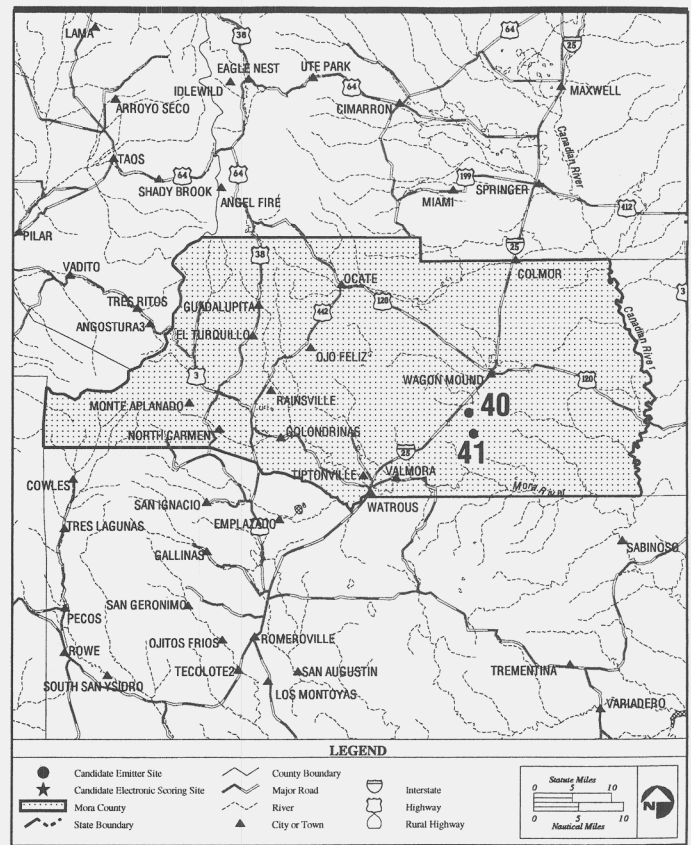 LAMA
38
64
25
EAGLE NEST
UTE PARK
IDLEWILD
64
MAXWELL
ARROYO SECO
CIMARRON
Canadian River
TAOS
64
64
SHADY BROOK
ANGEL FIRE
199
MIAMI
SPRINGER
412
PILAR
25
VADITO
38
COLMOR
OCATE
TRES RITOS
GUADALUPITA
120
442
Canadian River
3
ANGOSTURA3
EL TURQUILLO
OJO FELIZ
3
WAGON MOUND
120
MONTE APLANADO
RAINSVILLE
40
NORTH CARMEN
GOLONDRINAS
41
25
COWLES
TIPTONVILLE
VALMORA
Mora River
SAN IGNACIO
WATROUS
TRES LAGUNAS
EMPLAZADO
SABINOSO
GALLINAS
SAN GERONIMO
PECOS
ROWE
OJITOS FRIOS
ROMEROVILLE
TECOLOTE2
SAN AUGUSTIN
TREMENTINA
SOUTH SAN YSIDRO
LOS MONTOYAS
VARIADERO
LEGEND
Candidate Emitter Site
Candidate Electronic Scoring Site
Mora County
State Boundary
County Boundary
Major Road
River
City or Town
Interstate
Highway
Rural Highway
Statute Miles
0 5 10
0 5 10
Nautical Miles
N